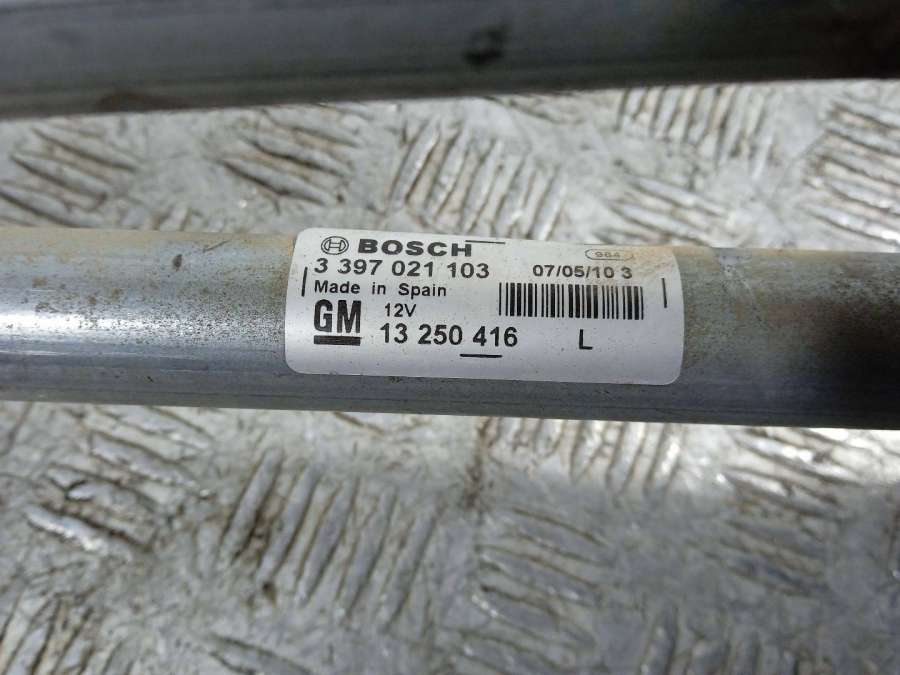 BOSCH 984
3 397 021 103 07/05/10 3
Made in Spain
GM 12V
13 250 416 L